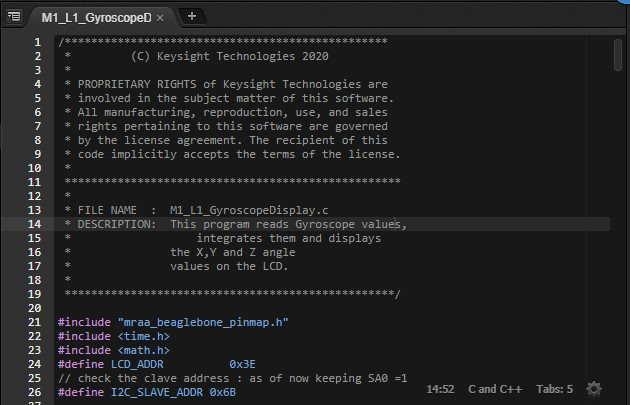 M1_L1_GyroscopeD
1 /***********************************************
2 * (C) Keysight Technologies 2020
3 *
4 * PROPRIETARY RIGHTS of Keysight Technologies are
5 * involved in the subject matter of this software.
6 * All manufacturing, reproduction, use, and sales
7 * rights pertaining to this software are governed
8 * by the license agreement. The recipient of this
9 * code implicitly accepts the terms of the license.
10 *
11 **************************************************
12 *
13 * FILE NAME : M1_L1_GyroscopeDisplay.c
14 * DESCRIPTION: This program reads Gyroscope values,
15 * integrates them and displays
16 * the X,Y and Z angle
17 * values on the LCD.
18 *
19 *************************************************/
20
21 #include "mraa_beaglebone_pinmap.h"
22 #include <time.h>
23 #include <math.h>
24 #define LCD_ADDR 0x3E
25 // check the clave address : as of now keeping SA0 =1
26 #define I2C_SLAVE_ADDR 0x6B
14:52 C and C++ Tabs: 5